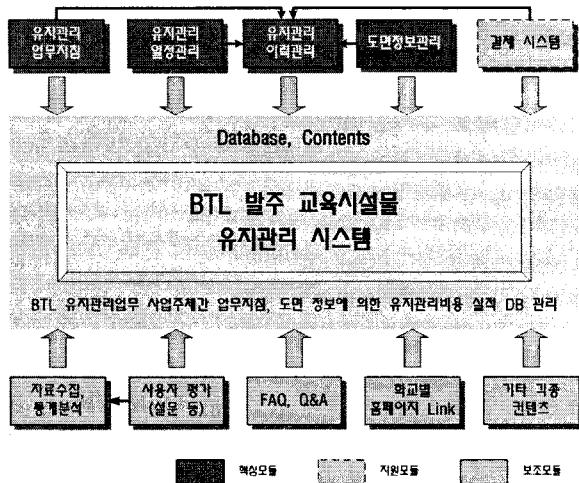 유지관리
업무지침
유지관리
열정관리
유지관리
이력관리
도면정보관리
결재 시스템
Database, Contents
BTL 발주 교육시설물
유지관리 시스템
BTL 유지관리업무 사업주체간 업무지침, 도면 정보에 의한 유지관리비용 실적 DB 관리
자료수집,
통계분석
사용자 평가
(설문 등)
FAQ, Q&A
학교별
홈페이지 Link
기타 각종
컨텐츠
핵심모듈
지원모듈
보조모듈